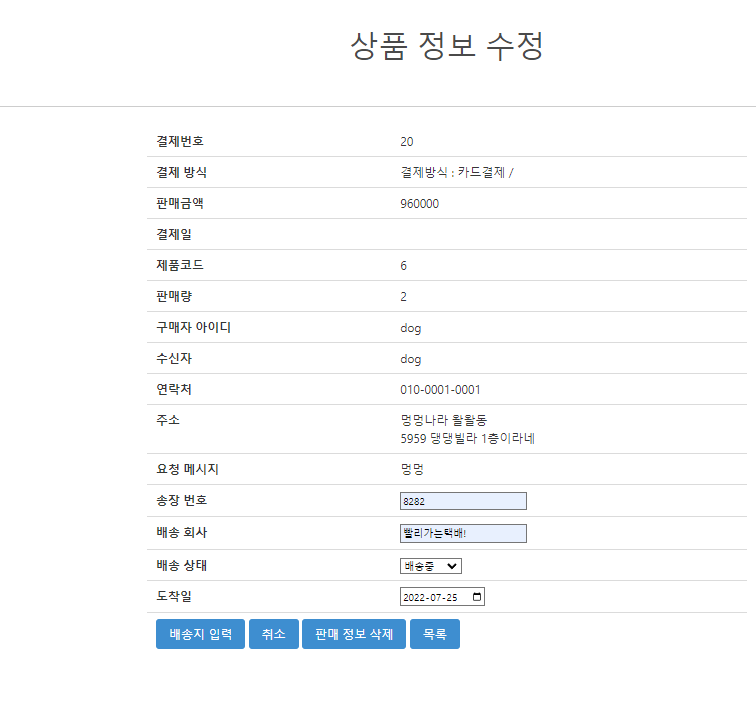 상품 정보 수정
결제번호 20
결제 방식 결제방식 : 카드결제 /
판매금액 960000
결제일
제품코드 6
판매량 2
구매자 아이디 dog
수신자 dog
연락처 010-0001-0001
주소 멍멍나라 왈왈동
5959 댕댕빌라 1층이라네
요청 메시지 멍멍
송장 번호 8282
배송 회사 빨리가는택배!
배송 상태 배송중
도착일 2022-07-25
배송지 입력 취소 판매 정보 삭제 목록